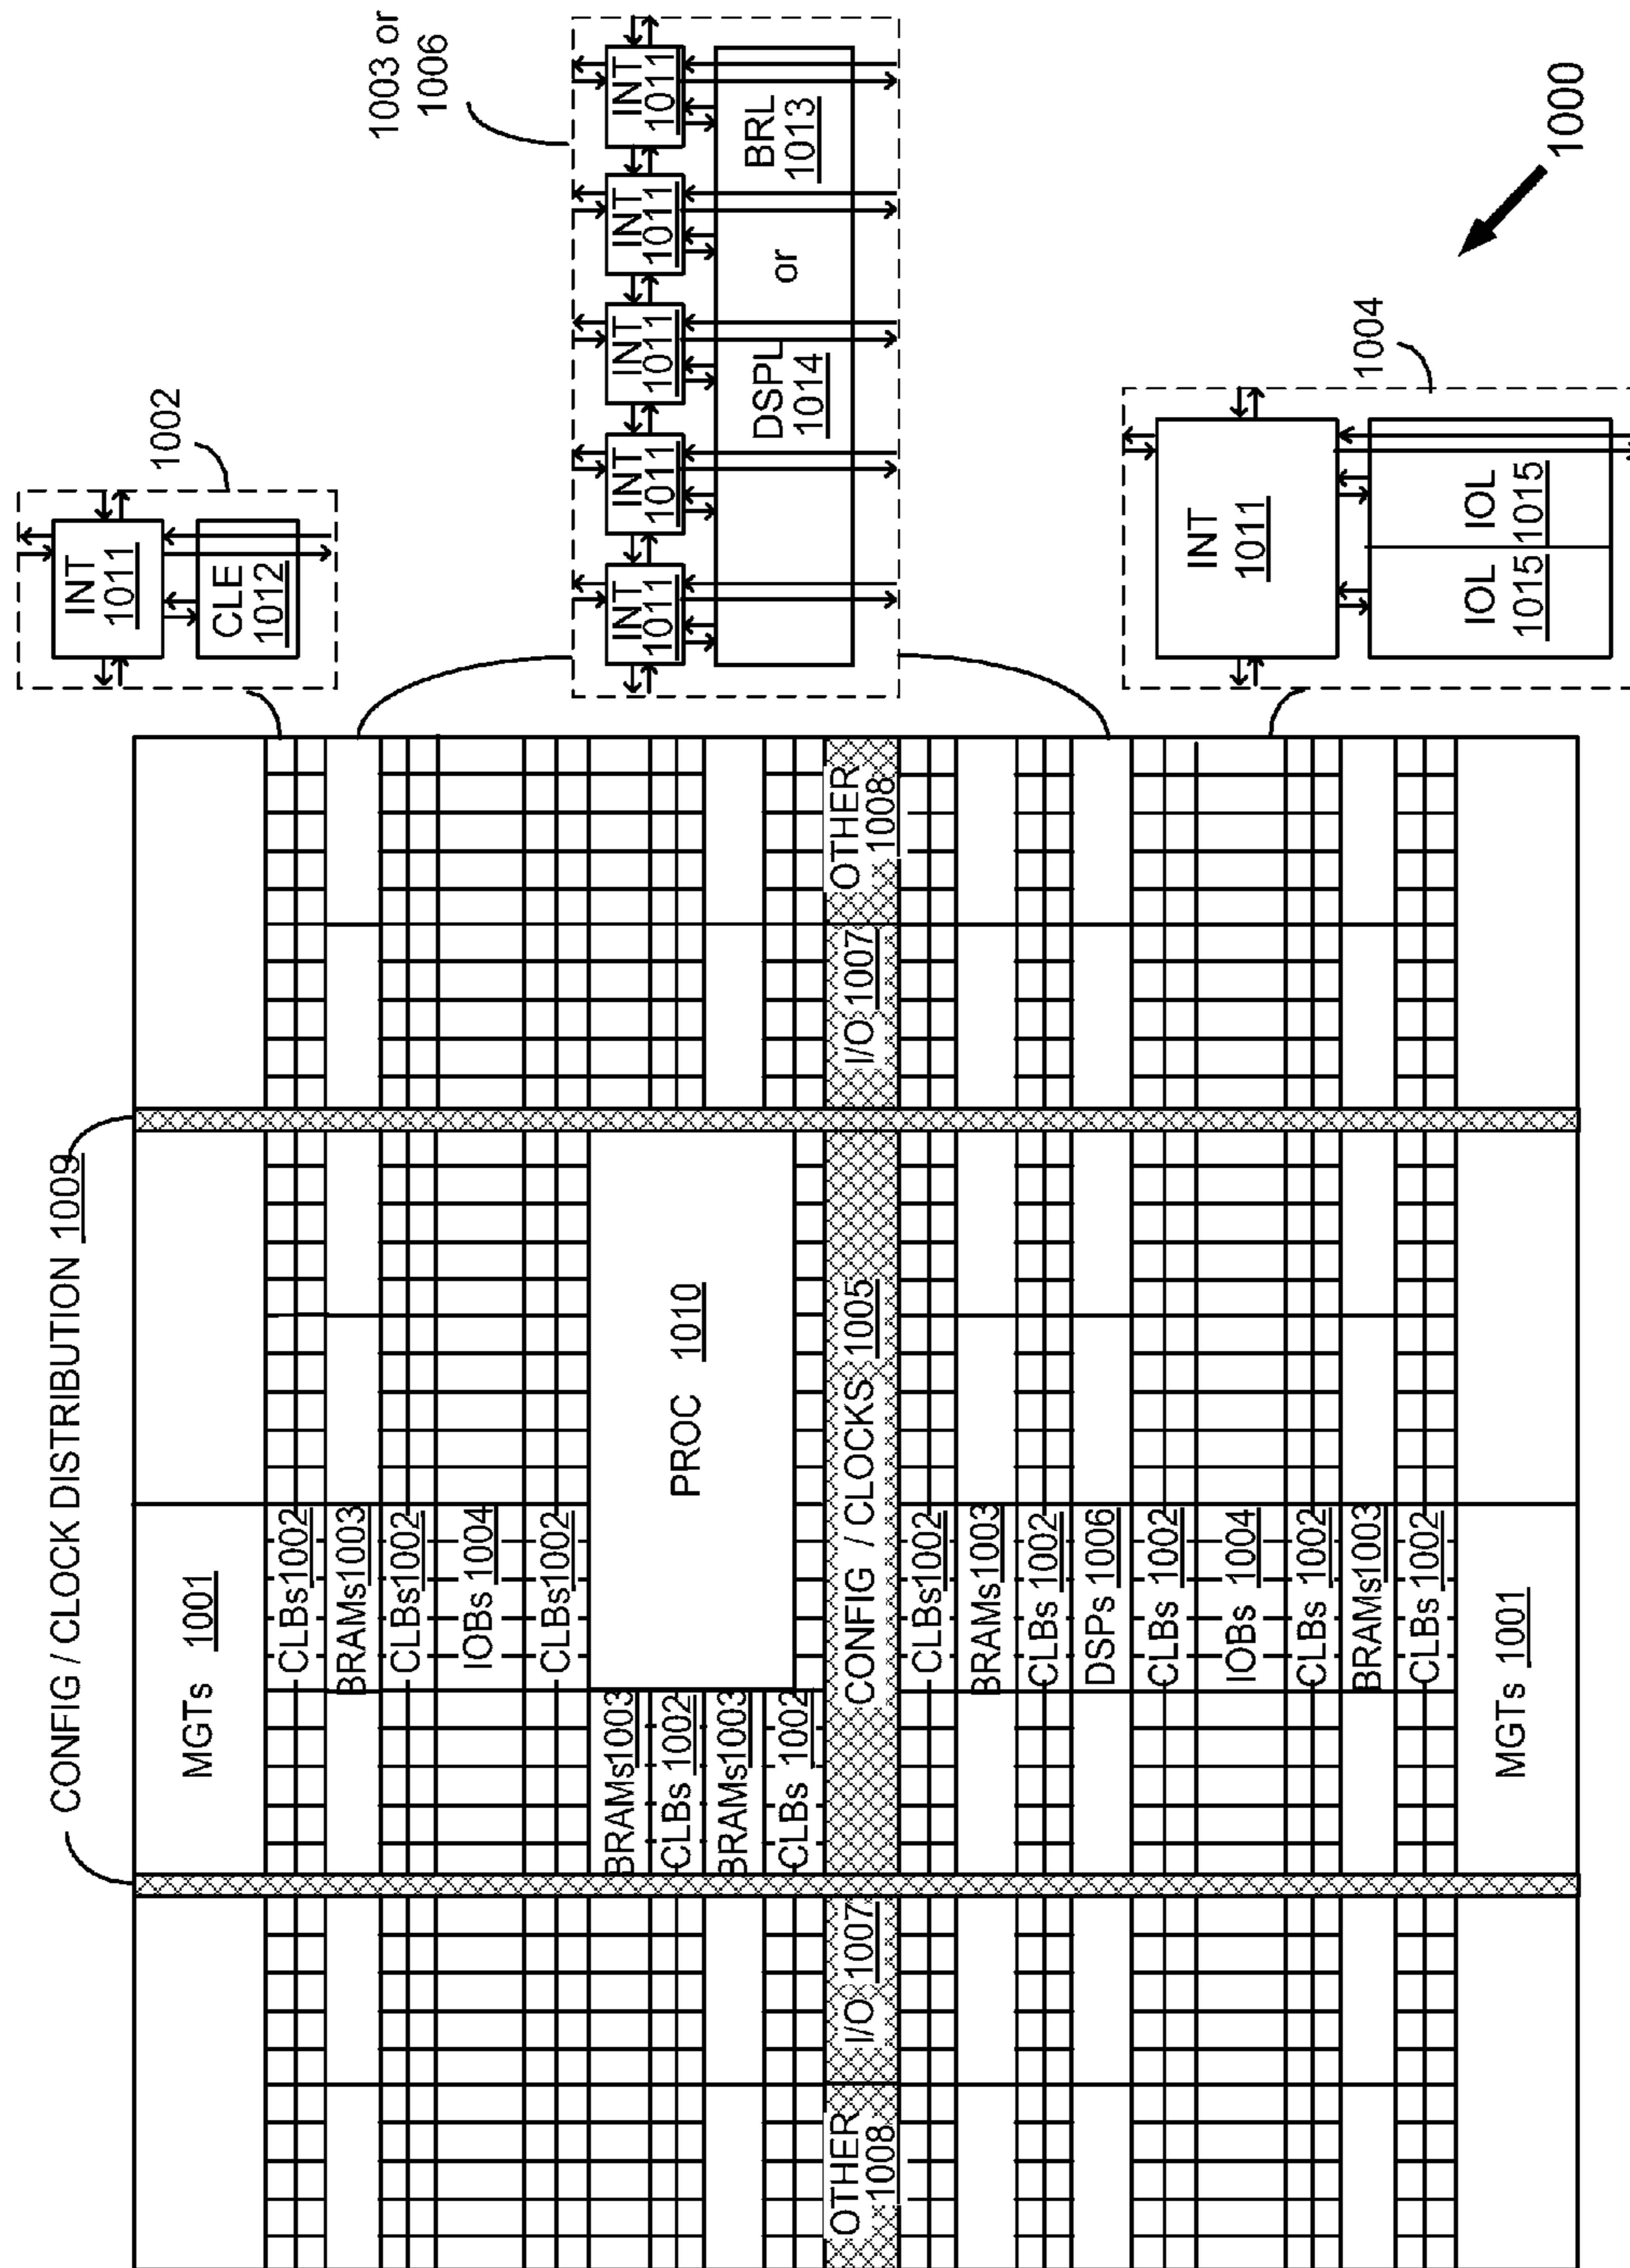 CONFIG / CLOCK DISTRIBUTION 1009
MGTs 1001
CLBs 1002
BRAMs 1003
CLBs 1002
IOBs 1004
CLBs 1002
BRAMs 1003
CLBs 1002
BRAMs 1003
CLBs 1002
PROC 1010
OTHER
1008
I/O 1007
CONFIG / CLOCKS 1005
I/O 1007
OTHER
1008
CLBs 1002
BRAMs 1003
CLBs 1002
DSPs 1006
CLBs 1002
IOBs 1004
CLBs 1002
BRAMs 1003
CLBs 1002
MGTs 1001
1002
INT
1011
CLE
1012
1003 or
1006
INT
1011
INT
1011
INT
1011
INT
1011
INT
1011
DSPL
1014
or
BRL
1013
1004
INT
1011
IOL
1015
IOL
1015
1000